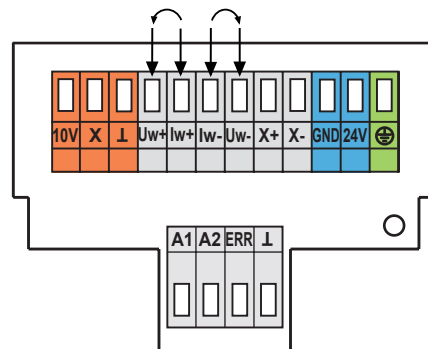 10V X ⊥ Uw+ Iw+ Iw- Uw- X+ X- GND 24V
A1 A2 ERR ⊥